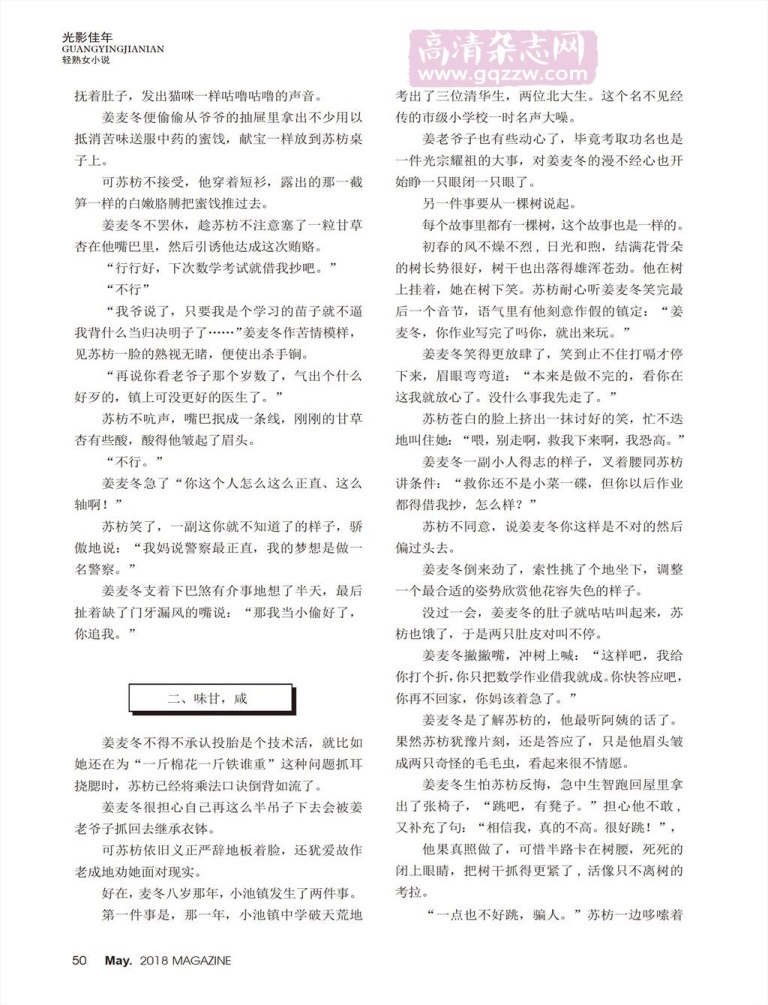 光影佳年
GUANGYINGJIANIAN
轻熟女小说
高清杂志网
www.gqzzw.com
抚着肚子，发出猫咪一样咕噜咕噜的声音。
姜麦冬便偷偷从爷爷的抽屉里拿出不少用以
抵消苦味送服中药的蜜饯，献宝一样放到苏枋桌
子上。
可苏枋不接受，他穿着短衫，露出的那一截
笋一样的白嫩胳膊把蜜饯推过去。
姜麦冬不罢休，趁苏枋不注意塞了一粒甘草
杏在他嘴巴里，然后引诱他达成这次贿赂。
“行行好，下次数学考试就借我抄吧。”
“不行”
“我爷说了，只要我是个学习的苗子就不逼
我背什么当归决明子了……”姜麦冬作苦情模样，
见苏枋一脸的熟视无睹，便使出杀手锏。
“再说你看老爷子那个岁数了，气出个什么
好歹的，镇上可没更好的医生了。”
苏枋不吭声，嘴巴抿成一条线，刚刚的甘草
杏有些酸，酸得他皱起了眉头。
“不行。”
姜麦冬急了“你这个人怎么这么正直、这么
轴啊！”
苏枋笑了，一副这你就不知道了的样子，骄
傲地说：“我妈说警察最正直，我的梦想是做一
名警察。”
姜麦冬支着下巴煞有介事地想了半天，最后
扯着缺了门牙漏风的嘴说：“那我当小偷好了，
你追我。”
二、味甘，咸
姜麦冬不得不承认投胎是个技术活，就比如
她还在为“一斤棉花一斤铁谁重”这种问题抓耳
挠腮时，苏枋已经将乘法口诀倒背如流了。
姜麦冬很担心自己再这么半吊子下去会被姜
老爷子抓回去继承衣钵。
可苏枋依旧义正严辞地板着脸，还犹爱故作
老成地劝她面对现实。
好在，麦冬八岁那年，小池镇发生了两件事。
第一件事是，那一年，小池镇中学破天荒地
考出了三位清华生，两位北大生。这个名不见经
传的市级小学校一时名声大噪。
姜老爷子也有些动心了，毕竟考取功名也是
一件光宗耀祖的大事，对姜麦冬的漫不经心也开
始睁一只眼闭一只眼了。
另一件事要从一棵树说起。
每个故事里都有一棵树，这个故事也是一样的。
初春的风不燥不烈，日光和煦，结满花骨朵
的树长势很好，树干也出落得雄浑苍劲。他在树
上挂着，她在树下笑。苏枋耐心听姜麦冬笑完最
后一个音节，语气里有他刻意作假的镇定：“姜
麦冬，你作业写完了吗你，就出来玩。”
姜麦冬笑得更放肆了，笑到止不住打嗝才停
下来，眉眼弯弯道：“本来是做不完的，看你在
这我就放心了。没什么事我先走了。”
苏枋苍白的脸上挤出一抹讨好的笑，忙不迭
地叫住她：“喂，别走啊，救我下来啊，我恐高。”
姜麦冬一副小人得志的样子，叉着腰同苏枋
讲条件：“救你还不是小菜一碟，但你以后作业
都得借我抄，怎么样？”
苏枋不同意，说姜麦冬你这样是不对的然后
偏过头去。
姜麦冬倒来劲了，索性挑了个地坐下，调整
一个最合适的姿势欣赏他花容失色的样子。
没过一会，姜麦冬的肚子就咕咕叫起来，苏
枋也饿了，于是两只肚皮对叫不停。
姜麦冬撇撇嘴，冲树上喊：“这样吧，我给
你打个折，你只把数学作业借我就成。你快答应吧，
你再不回家，你妈该着急了。”
姜麦冬是了解苏枋的，他最听阿姨的话了。
果然苏枋犹豫片刻，还是答应了，只是他眉头皱
成两只奇怪的毛毛虫，看起来很不情愿。
姜麦冬生怕苏枋反悔，急中生智跑回屋里拿
出了张椅子，“跳吧，有凳子。”担心他不敢，
又补充了句：“相信我，真的不高。很好跳！”，
他果真照做了，可惜半路卡在树腰，死死的
闭上眼睛，把树干抓得更紧了，活像只不离树的
考拉。
“一点也不好跳，骗人。”苏枋一边哆嗦着
50 May. 2018 MAGAZINE